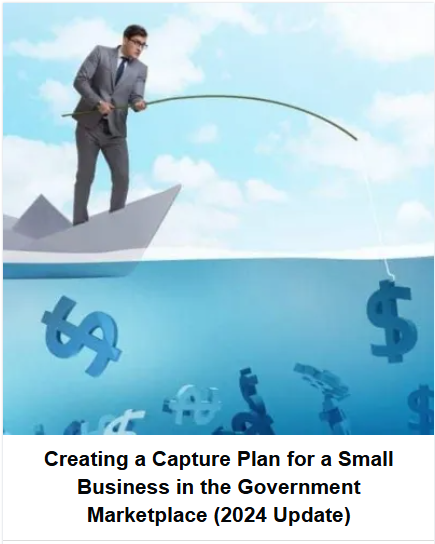 Creating a Capture Plan for a Small
Business in the Government
Marketplace (2024 Update)